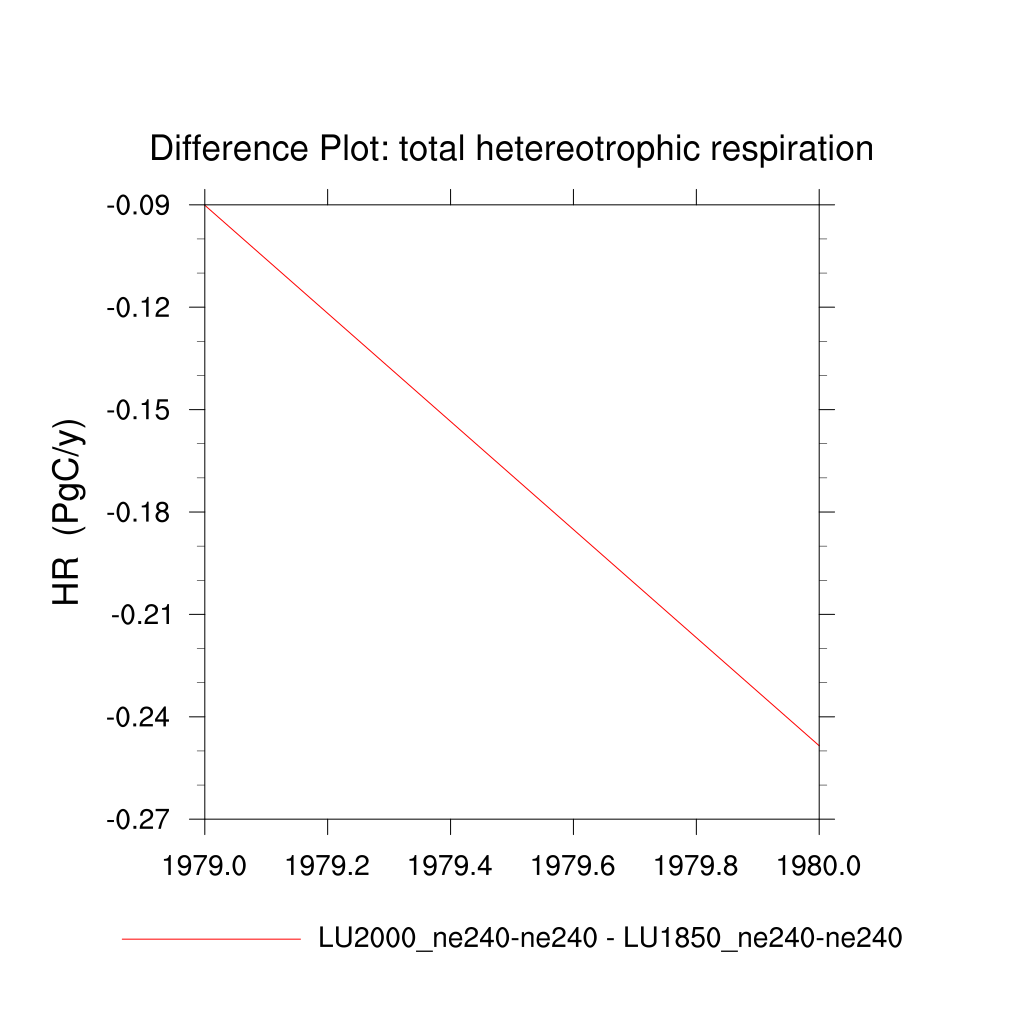 Difference Plot: total hetereotrophic respiration
-0.09
-0.12
-0.15
-0.18
-0.21
-0.24
-0.27
HR (PgC/y)
1979.0 1979.2 1979.4 1979.6 1979.8 1980.0
LU2000_ne240-ne240 - LU1850_ne240-ne240